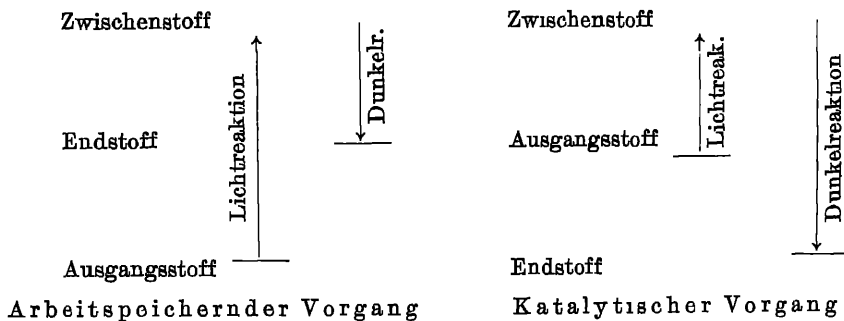 Zwischenstoff
Lichtreaktion
Dunkelr.
Endstoff
Ausgangsstoff
Arbeitspeichernder Vorgang
Zwischenstoff
Lichtreak.
Dunkelreaktion
Ausgangsstoff
Endstoff
Katalytischer Vorgang